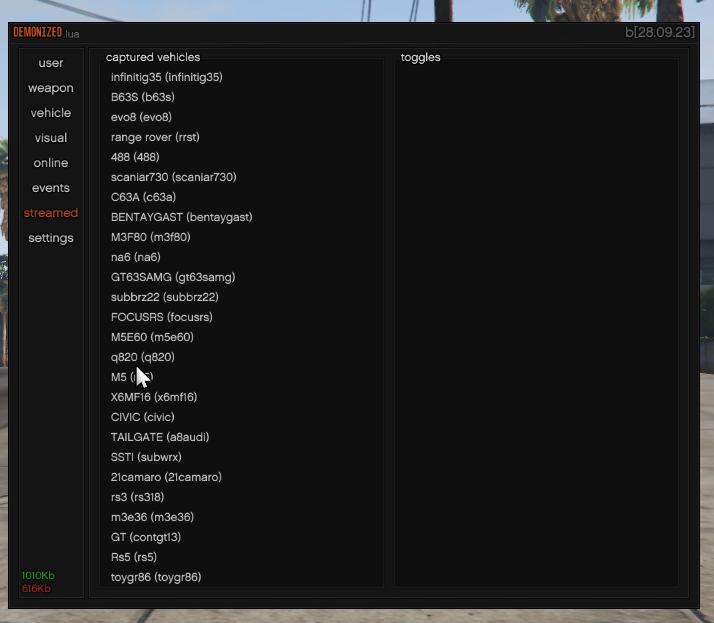 DEMONIZED.lua
b[28.09.23]
user
weapon
vehicle
visual
online
events
streamed
settings
1010Kb
616Kb
captured vehicles
infinitig35 (infinitig35)
B63S (b63s)
evo8 (evo8)
range rover (rrst)
488 (488)
scaniar730 (scaniar730)
C63A (c63a)
BENTAYGAST (bentaygast)
M3F80 (m3f80)
na6 (na6)
GT63SAMG (gt63samg)
subbrz22 (subbrz22)
FOCUSRS (focusrs)
M5E60 (m5e60)
q820 (q820)
M5
X6MF16 (x6mf16)
CIVIC (civic)
TAILGATE (a8audi)
SSTI (subwrx)
21camaro (21camaro)
rs3 (rs318)
m3e36 (m3e36)
GT (contgt13)
Rs5 (rs5)
toygr86 (toygr86)
toggles